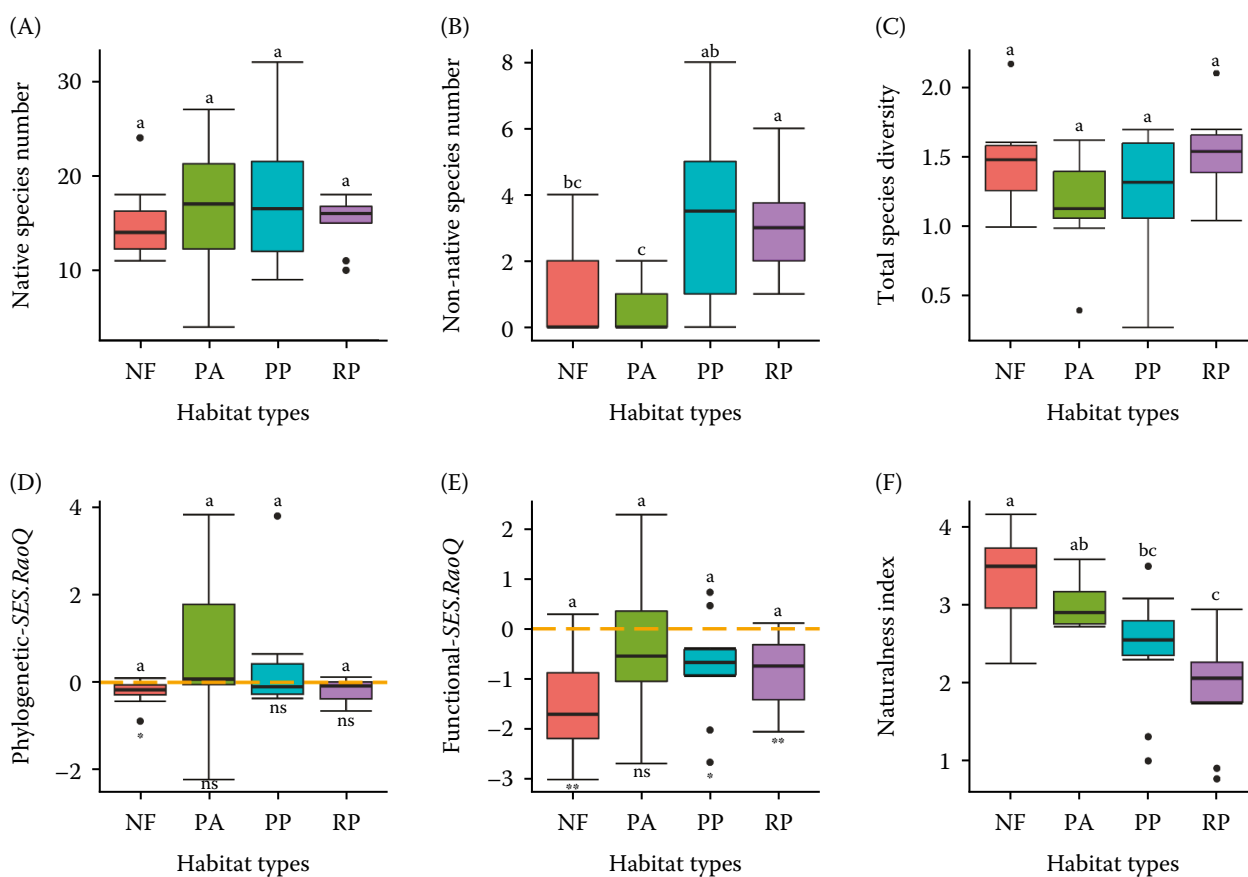 (A)
Native species number
30
20
10
a
a
a
a
NF PA PP RP
Habitat types
(B)
Non-native species number
8
6
4
2
0
bc
c
ab
a
NF PA PP RP
Habitat types
(C)
Total species diversity
2.0
1.5
1.0
0.5
a
a
a
a
NF PA PP RP
Habitat types
(D)
Phylogenetic-SES.RaoQ
4
2
0
−2
a
a
a
a
*
ns
ns
ns
NF PA PP RP
Habitat types
(E)
Functional-SES.RaoQ
2
1
0
−1
−2
−3
a
a
a
a
**
ns
*
**
NF PA PP RP
Habitat types
(F)
Naturalness index
4
3
2
1
a
ab
bc
c
NF PA PP RP
Habitat types